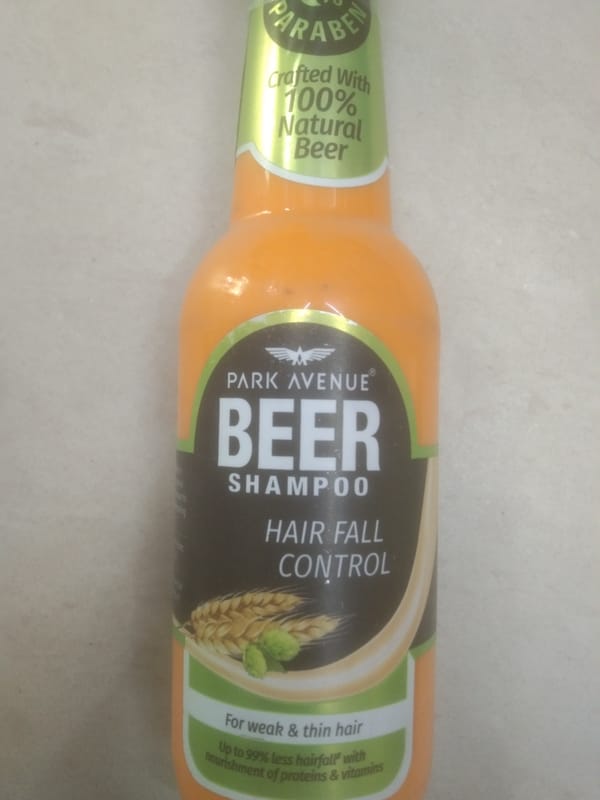 PARABEN
Crafted With
100%
Natural
Beer
PARK AVENUE®
BEER
SHAMPOO
HAIR FALL
CONTROL
For weak & thin hair
Up to 99% less hairfall# with
nourishment of proteins & vitamins